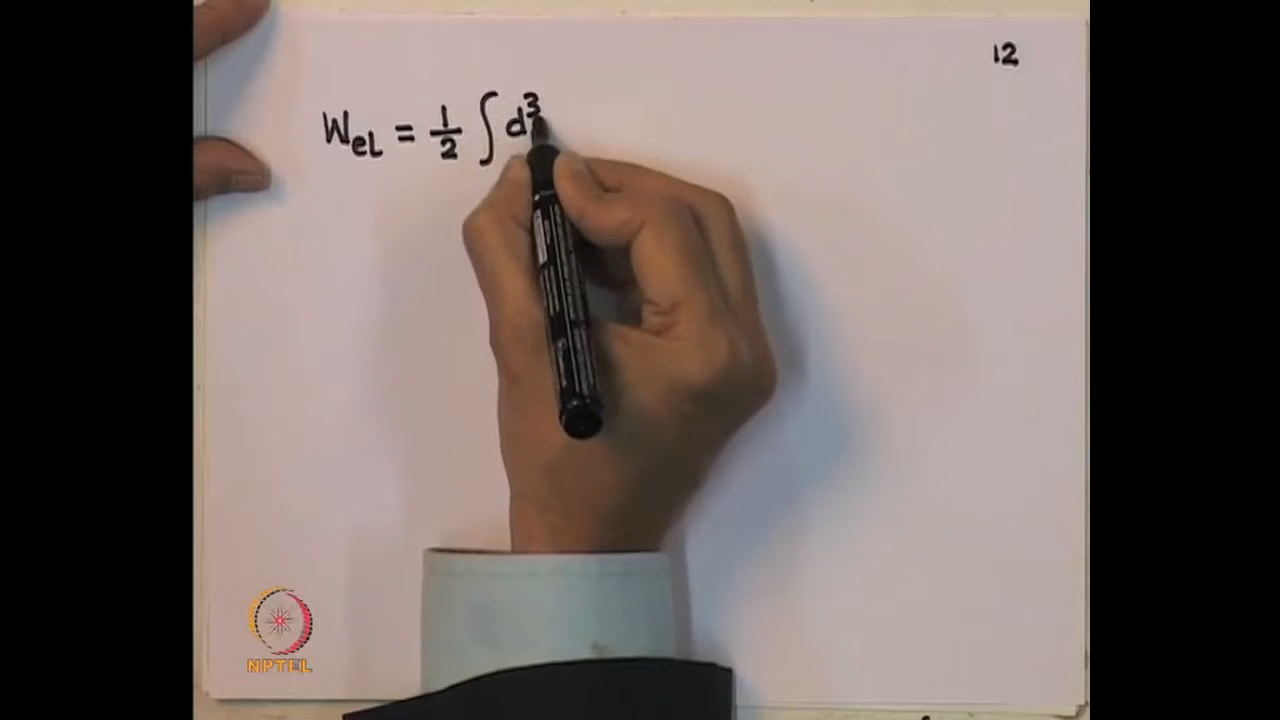 12
W_el = 1/2 ∫ d³
NPTEL